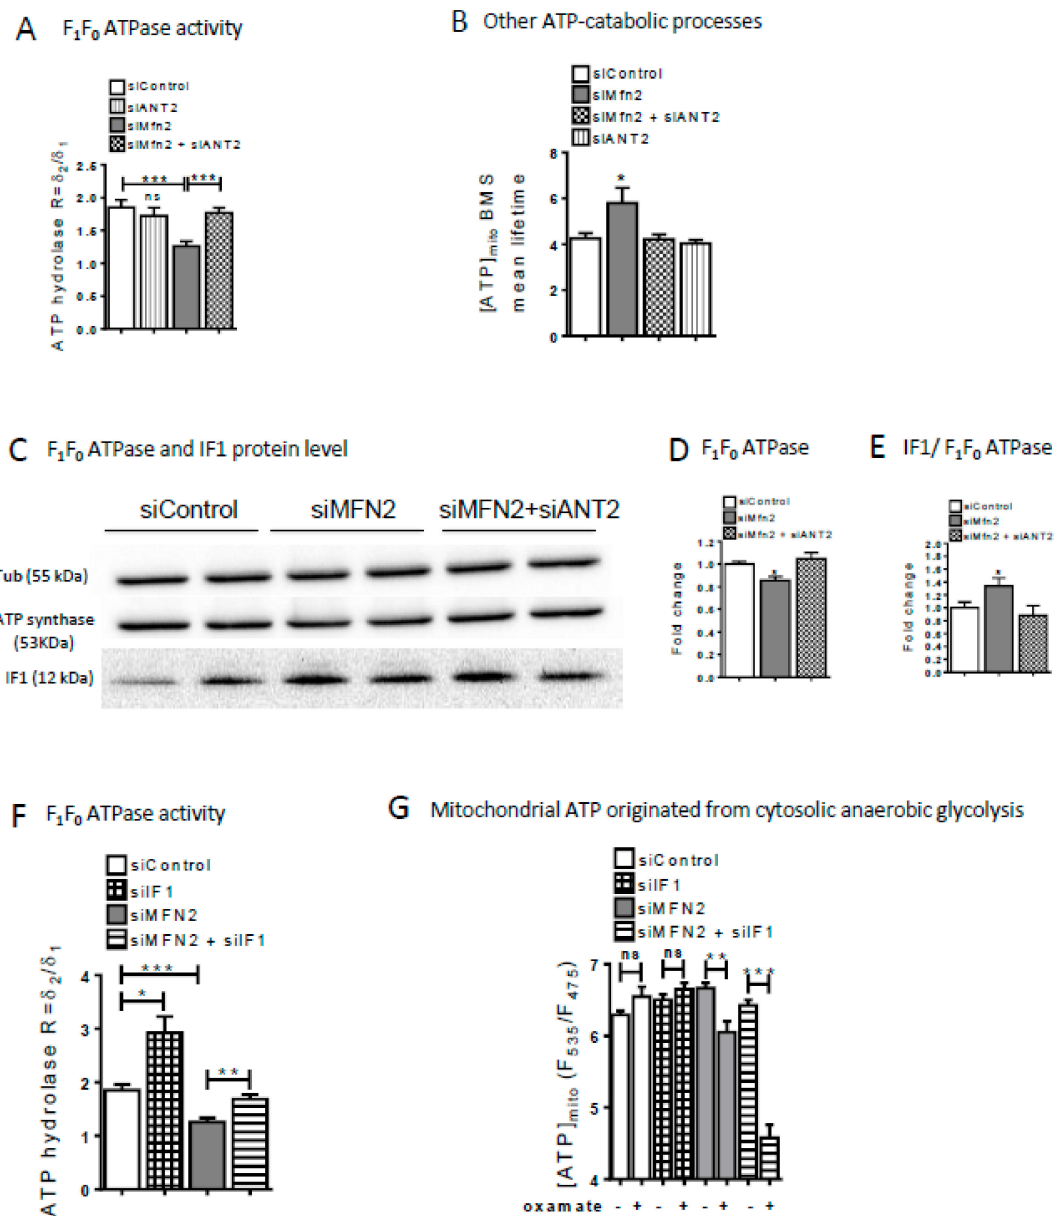 A F₁F₀ ATPase activity
siControl
siANT2
siMfn2
siMfn2 + siANT2
ATP hydrolase R=δ₂/δ₁
2.5
2.0
1.5
1.0
0.5
0.0
*** ***
ns
B Other ATP-catabolic processes
siControl
siMfn2
siMfn2 + siANT2
siANT2
[ATP]mito BMS
mean lifetime
8
6
4
2
0
*
C F₁F₀ ATPase and IF1 protein level
siControl siMFN2 siMFN2+siANT2
Tub (55 kDa)
ATP synthase
(53KDa)
IF1 (12 kDa)
D F₁F₀ ATPase
siControl
siMfn2
siMfn2 + siANT2
Fold change
1.2
1.0
0.8
0.6
0.4
0.2
0.0
*
E IF1/ F₁F₀ ATPase
siControl
siMfn2
siMfn2 + siANT2
Fold change
2.0
1.8
1.6
1.4
1.2
1.0
0.8
0.6
0.4
0.2
0.0
*
F F₁F₀ ATPase activity
siControl
siIF1
siMFN2
siMFN2 + siIF1
ATP hydrolase R=δ₂/δ₁
4
3
2
1
0
***
*
**
G Mitochondrial ATP originated from cytosolic anaerobic glycolysis
siControl
siIF1
siMFN2
siMFN2 + siIF1
[ATP]mito (F535/F475)
7
6
5
4
ns ns ** ***
oxamate - + - + - + - +